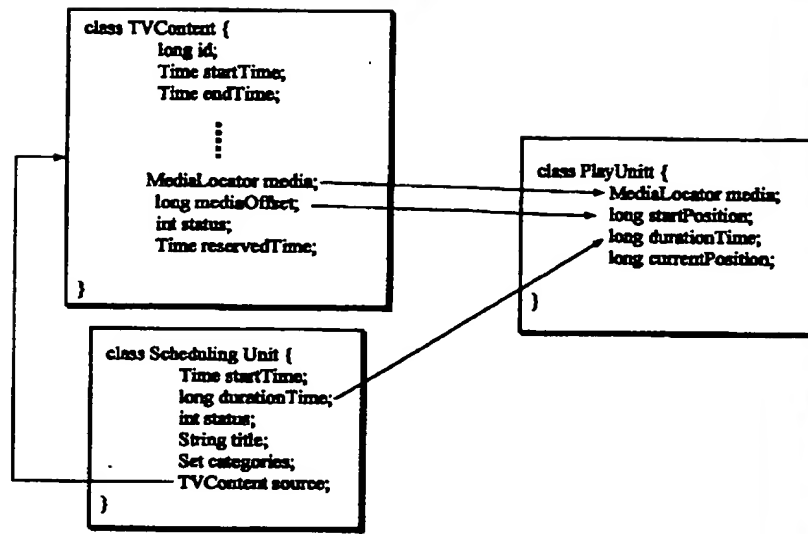 class TVContent {
long id;
Time startTime;
Time endTime;
MediaLocator media;
long mediaOffset;
int status;
Time reservedTime;
}
class PlayUnitt {
MediaLocator media;
long startPosition;
long durationTime;
long currentPosition;
}
class Scheduling Unit {
Time startTime;
long durationTime;
int status;
String title;
Set categories;
TVContent source;
}